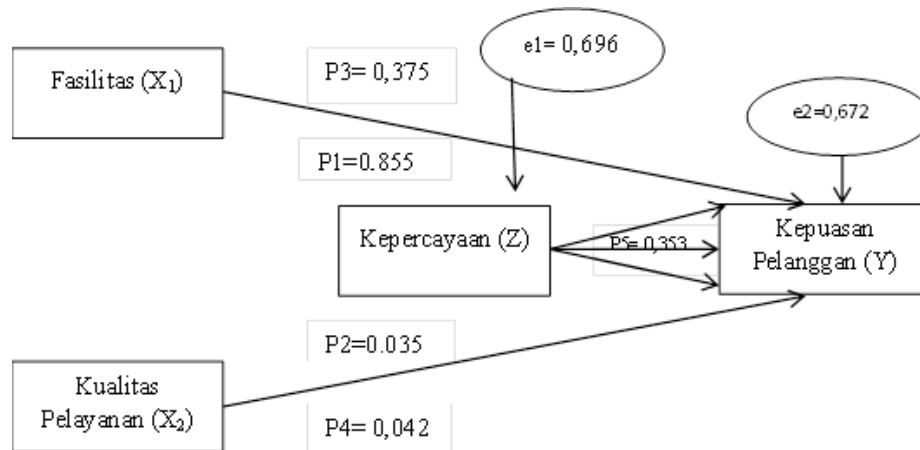 e1= 0,696
Fasilitas (X1)
P3= 0,375
e2=0,672
P1=0.855
Kepercayaan (Z)
P5= 0,353
Kepuasan
Pelanggan (Y)
P2=0.035
Kualitas
Pelayanan (X2)
P4= 0,042